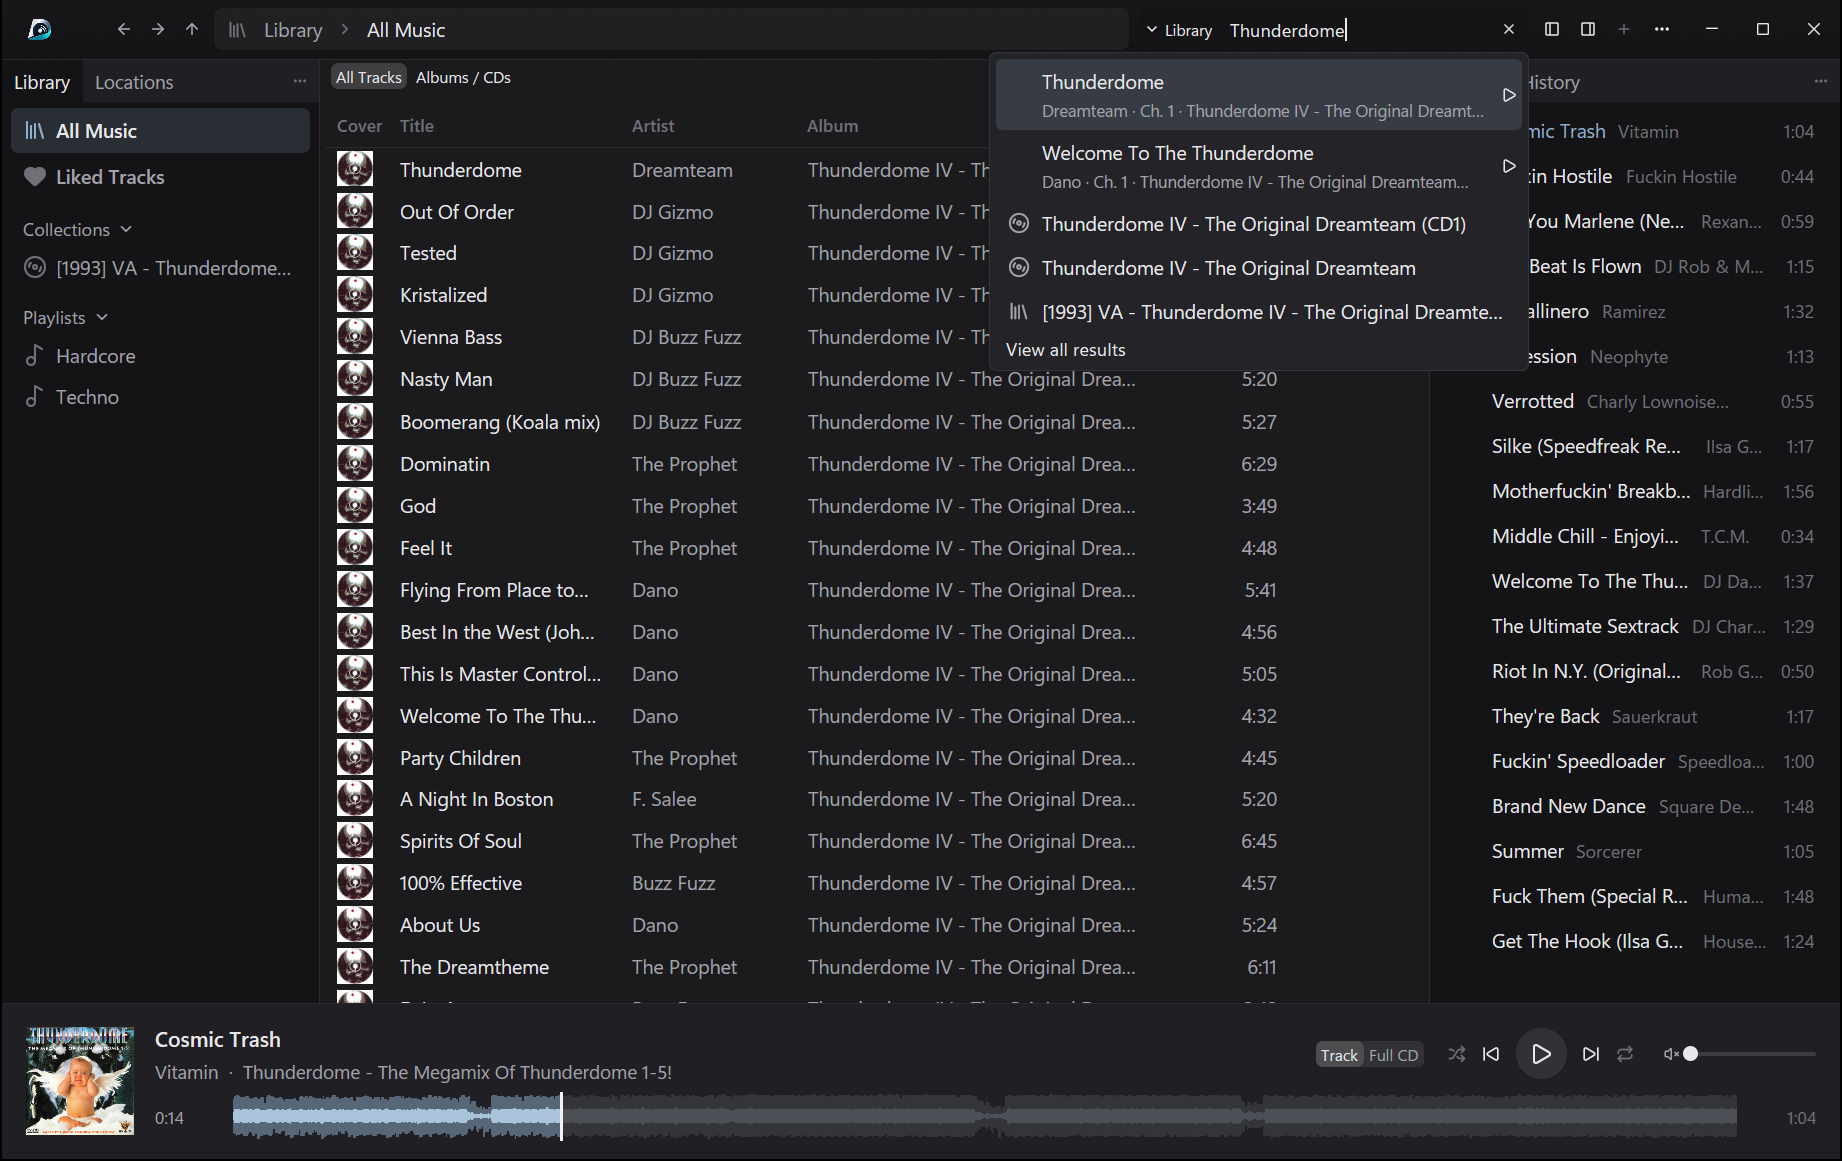 Library > All Music
Library Thunderdome
Library Locations
All Music
Liked Tracks
Collections
[1993] VA - Thunderdome...
Playlists
Hardcore
Techno
All Tracks Albums / CDs
Cover Title Artist Album
Thunderdome Dreamteam Thunderdome IV - Th
Out Of Order DJ Gizmo Thunderdome IV - Th
Tested DJ Gizmo Thunderdome IV - Th
Kristalized DJ Gizmo Thunderdome IV - Th
Vienna Bass DJ Buzz Fuzz Thunderdome IV - Th
Nasty Man DJ Buzz Fuzz Thunderdome IV - The Original Drea... 5:20
Boomerang (Koala mix) DJ Buzz Fuzz Thunderdome IV - The Original Drea... 5:27
Dominatin The Prophet Thunderdome IV - The Original Drea... 6:29
God The Prophet Thunderdome IV - The Original Drea... 3:49
Feel It The Prophet Thunderdome IV - The Original Drea... 4:48
Flying From Place to... Dano Thunderdome IV - The Original Drea... 5:41
Best In the West (Joh... Dano Thunderdome IV - The Original Drea... 4:56
This Is Master Control... Dano Thunderdome IV - The Original Drea... 5:05
Welcome To The Thu... Dano Thunderdome IV - The Original Drea... 4:32
Party Children The Prophet Thunderdome IV - The Original Drea... 4:45
A Night In Boston F. Salee Thunderdome IV - The Original Drea... 5:20
Spirits Of Soul The Prophet Thunderdome IV - The Original Drea... 6:45
100% Effective Buzz Fuzz Thunderdome IV - The Original Drea... 4:57
About Us Dano Thunderdome IV - The Original Drea... 5:24
The Dreamtheme The Prophet Thunderdome IV - The Original Drea... 6:11
Thunderdome
Dreamteam · Ch. 1 · Thunderdome IV - The Original Dreamt...
Welcome To The Thunderdome
Dano · Ch. 1 · Thunderdome IV - The Original Dreamteam...
Thunderdome IV - The Original Dreamteam (CD1)
Thunderdome IV - The Original Dreamteam
[1993] VA - Thunderdome IV - The Original Dreamte...
View all results
History
mic Trash Vitamin 1:04
kin Hostile Fuckin Hostile 0:44
You Marlene (Ne... Rexan... 0:59
Beat Is Flown DJ Rob & M... 1:15
allinero Ramirez 1:32
ession Neophyte 1:13
Verrotted Charly Lownoise... 0:55
Silke (Speedfreak Re... Ilsa G... 1:17
Motherfuckin' Breakb... Hardli... 1:56
Middle Chill - Enjoyi... T.C.M. 0:34
Welcome To The Thu... DJ Da... 1:37
The Ultimate Sextrack DJ Char... 1:29
Riot In N.Y. (Original... Rob G... 0:50
They're Back Sauerkraut 1:17
Fuckin' Speedloader Speedloa... 1:00
Brand New Dance Square De... 1:48
Summer Sorcerer 1:05
Fuck Them (Special R... Huma... 1:48
Get The Hook (Ilsa G... House... 1:24
THUNDERDOME
THE MEGAMIX OF THUNDERDOME 1-5!
Cosmic Trash
Vitamin · Thunderdome - The Megamix Of Thunderdome 1-5!
0:14
Track Full CD
1:04